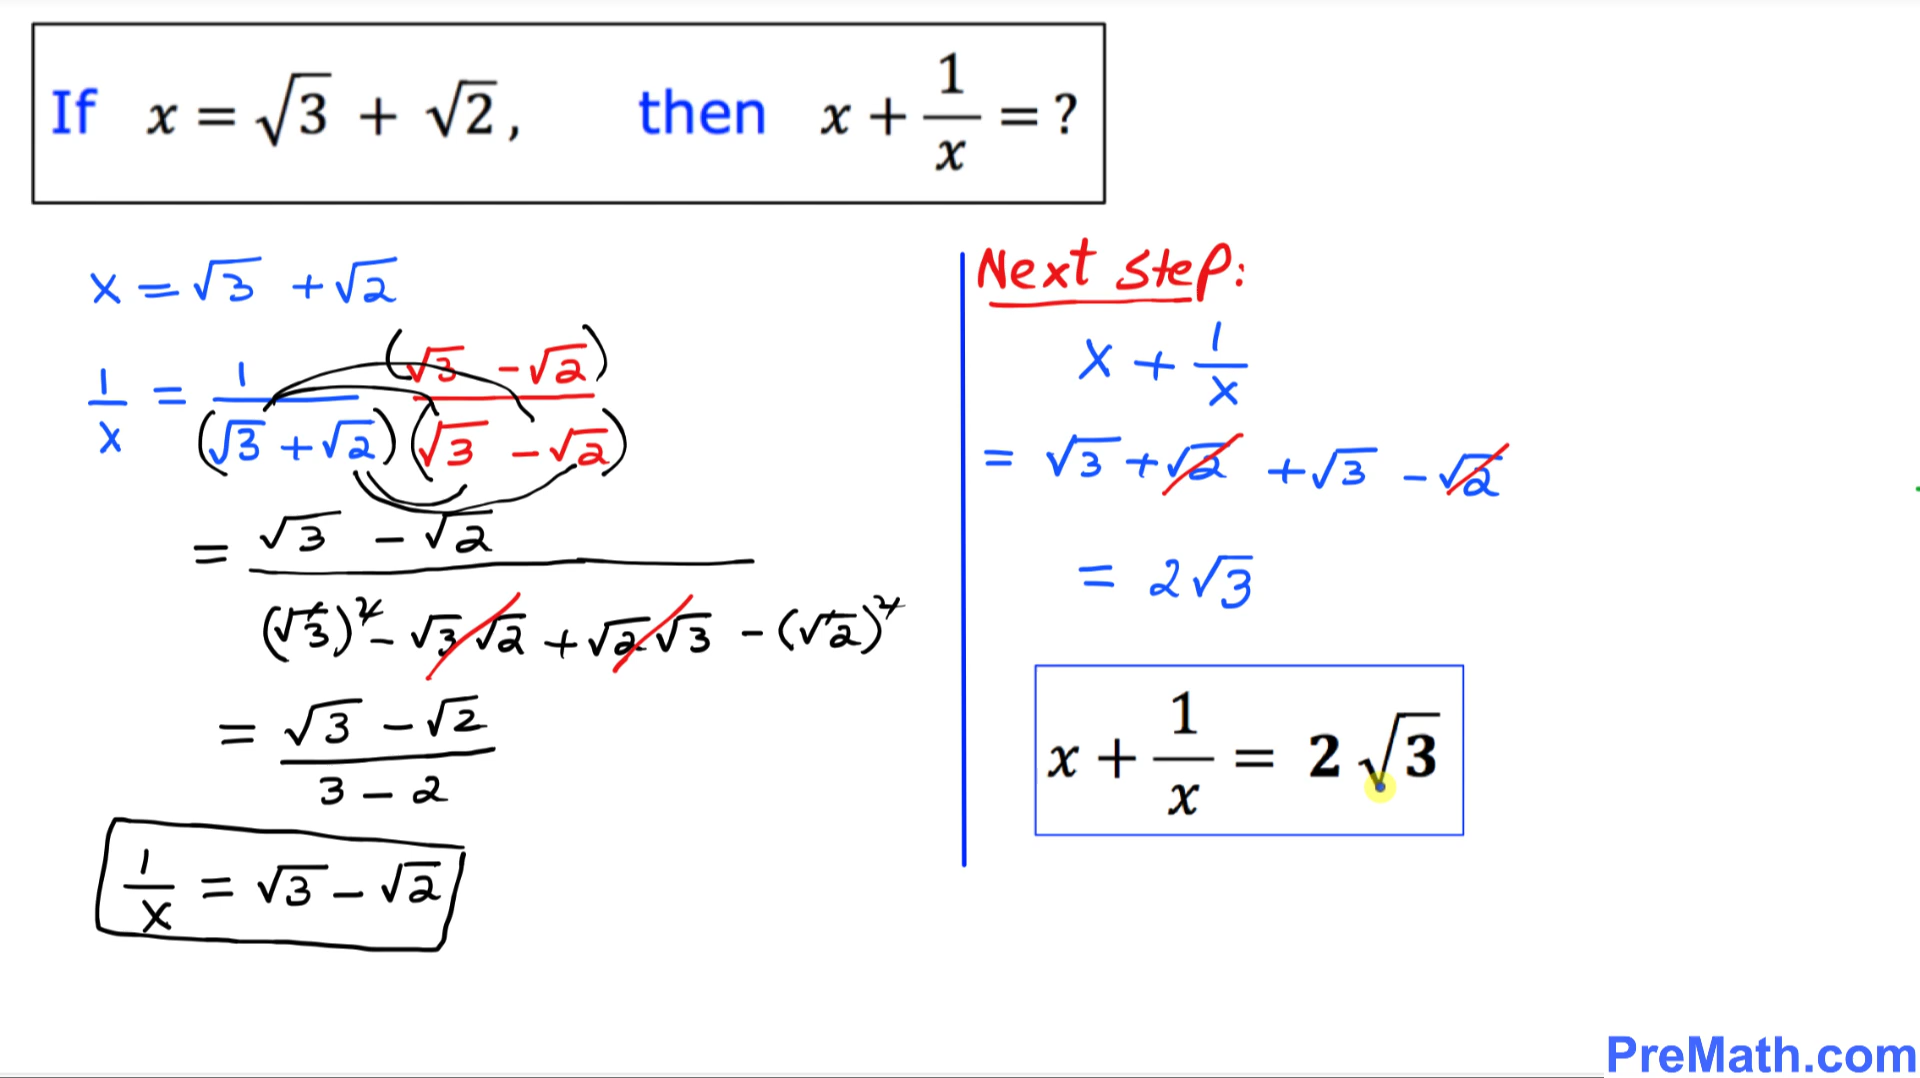 If x = √3 + √2, then x + 1/x = ?
x = √3 + √2
1/x = 1/(√3 + √2) (√3 - √2)/(√3 - √2)
= (√3 - √2)/((√3)² - √3√2 + √2√3 - (√2)²)
= (√3 - √2)/(3 - 2)
1/x = √3 - √2
Next step:
x + 1/x
= √3 + √2 + √3 - √2
= 2√3
x + 1/x = 2√3
PreMath.com